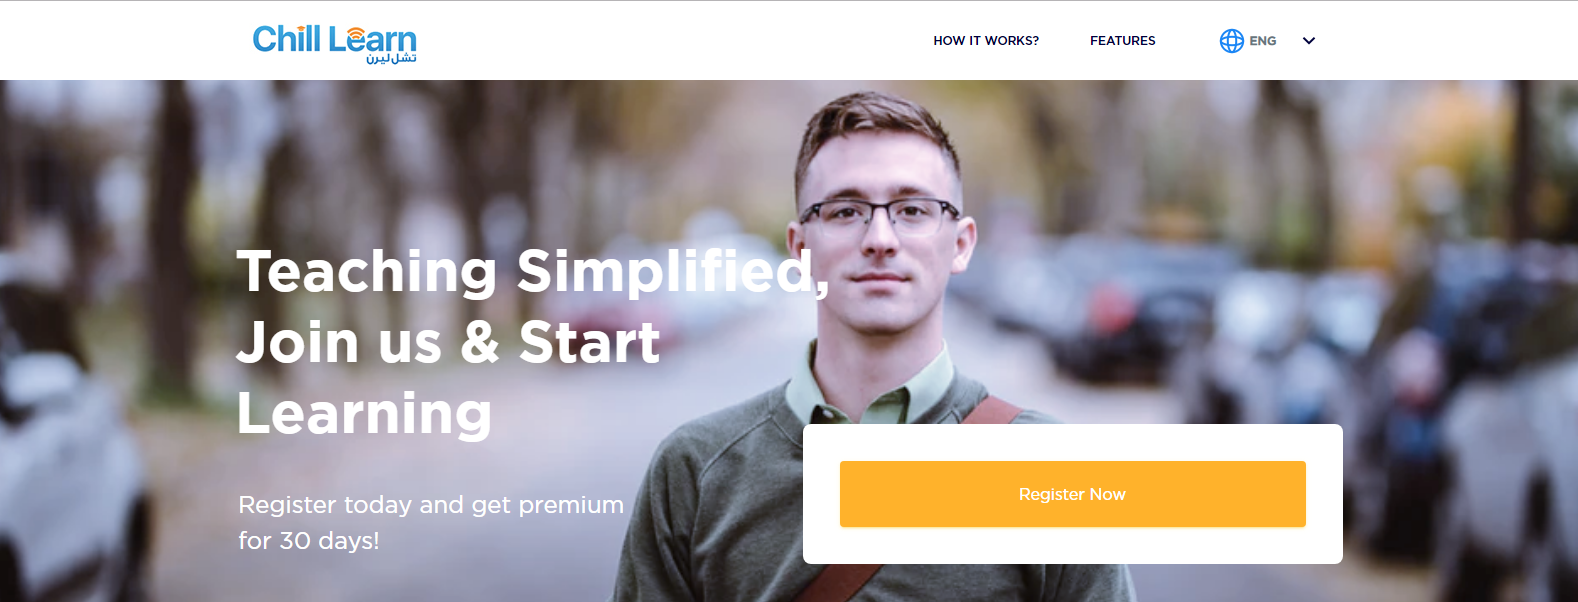 Chill Learn
تشل ليرن
HOW IT WORKS?
FEATURES
ENG
Teaching Simplified,
Join us & Start
Learning
Register today and get premium
for 30 days!
Register Now